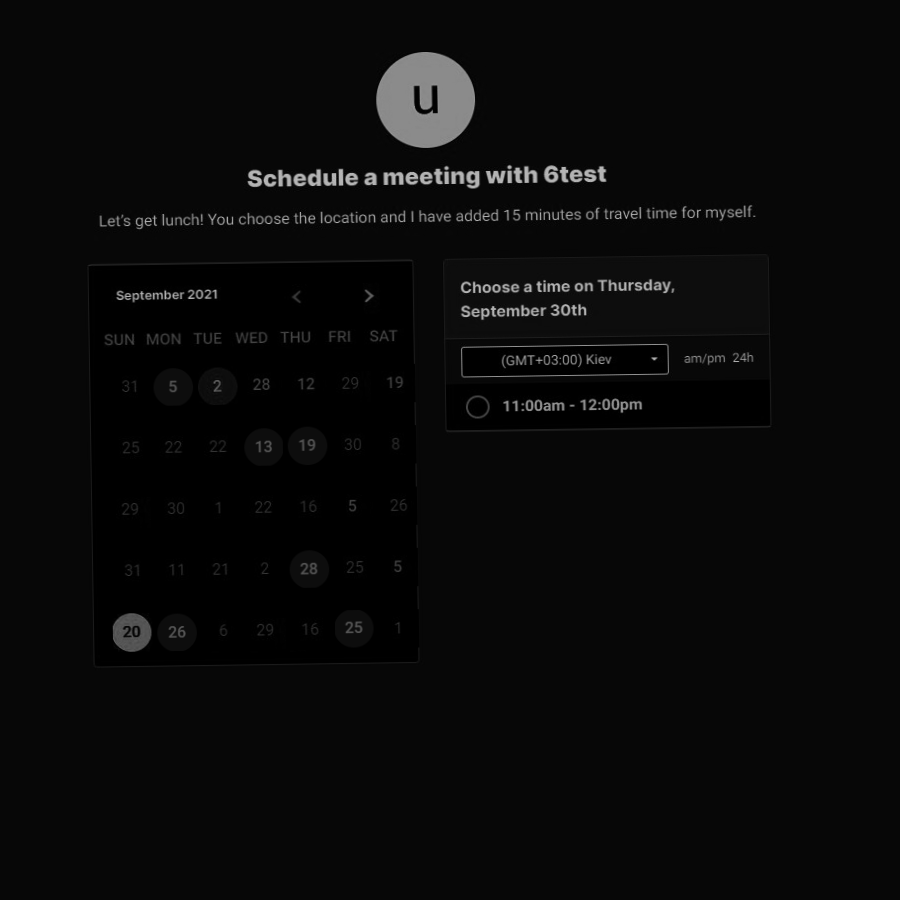 u
Schedule a meeting with 6test
Let's get lunch! You choose the location and I have added 15 minutes of travel time for myself.
September 2021
SUN MON TUE WED THU FRI SAT
31 5 2 28 12 29 19
25 22 22 13 19 30 8
29 30 1 22 16 5 26
31 11 21 2 28 25 5
20 26 6 29 16 25 1
Choose a time on Thursday,
September 30th
(GMT+03:00) Kiev am/pm 24h
11:00am - 12:00pm